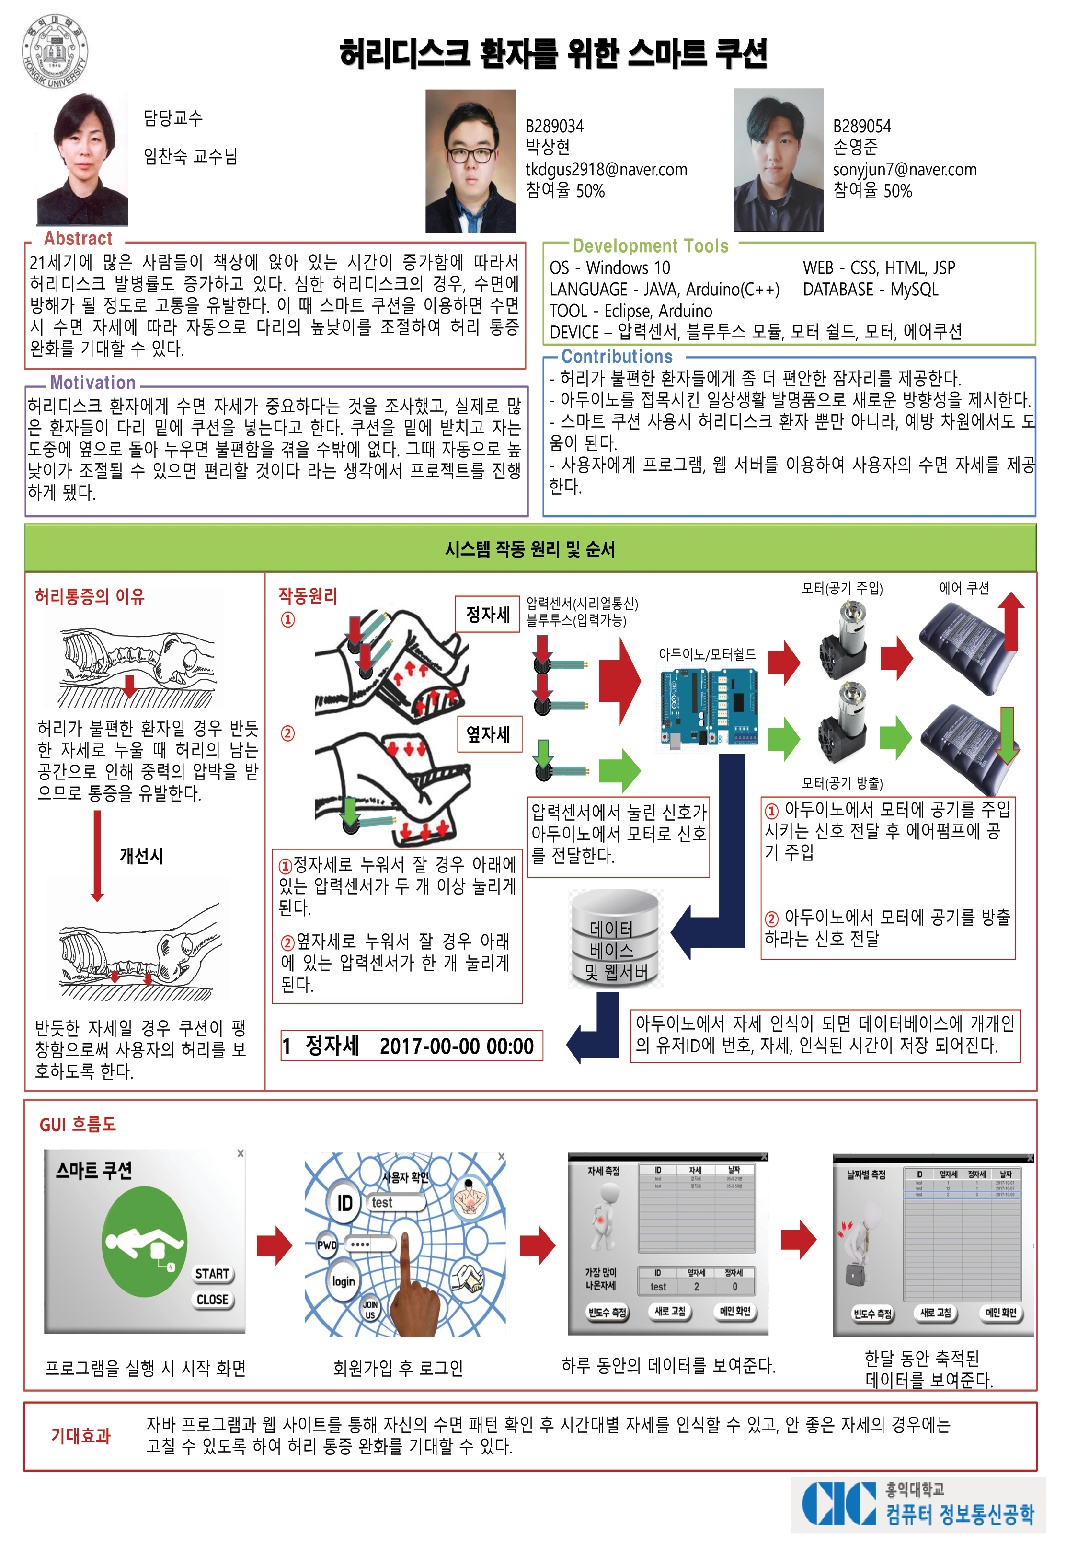 허리디스크 환자를 위한 스마트 쿠션
담당교수
임찬숙 교수님
B289034
박상현
tkdgus2918@naver.com
참여율 50%
B289054
손영준
sonyjun7@naver.com
참여율 50%
Abstract
21세기에 많은 사람들이 책상에 앉아 있는 시간이 증가함에 따라서
허리디스크 발병률도 증가하고 있다. 심한 허리디스크의 경우, 수면에
방해가 될 정도로 고통을 유발한다. 이 때 스마트 쿠션을 이용하면 수면
시 수면 자세에 따라 자동으로 다리의 높낮이를 조절하여 허리 통증
완화를 기대할 수 있다.
Motivation
허리디스크 환자에게 수면 자세가 중요하다는 것을 조사했고, 실제로 많
은 환자들이 다리 밑에 쿠션을 넣는다고 한다. 쿠션을 밑에 받치고 자는
도중에 옆으로 돌아 누우면 불편함을 겪을 수밖에 없다. 그때 자동으로 높
낮이가 조절될 수 있으면 편리할 것이다 라는 생각에서 프로젝트를 진행
하게 됐다.
Development Tools
OS - Windows 10
WEB - CSS, HTML, JSP
LANGUAGE - JAVA, Arduino(C++)
DATABASE - MySQL
TOOL - Eclipse, Arduino
DEVICE – 압력센서, 블루투스 모듈, 모터 쉴드, 모터, 에어쿠션
Contributions
- 허리가 불편한 환자들에게 좀 더 편안한 잠자리를 제공한다.
- 아두이노를 접목시킨 일상생활 발명품으로 새로운 방향성을 제시한다.
- 스마트 쿠션 사용시 허리디스크 환자 뿐만 아니라, 예방 차원에서도 도
움이 된다.
- 사용자에게 프로그램, 웹 서버를 이용하여 사용자의 수면 자세를 제공
한다.
시스템 작동 원리 및 순서
허리통증의 이유
허리가 불편한 환자일 경우 반듯
한 자세로 누울 때 허리의 남는
공간으로 인해 중력의 압박을 받
으므로 통증을 유발한다.
개선시
반듯한 자세일 경우 쿠션이 팽
창함으로써 사용자의 허리를 보
호하도록 한다.
작동원리
①
정자세
②
옆자세
압력센서(시리얼통신)
블루투스(입력가능)
아두이노/모터쉴드
모터(공기 주입)
에어 쿠션
모터(공기 방출)
①정자세로 누워서 잘 경우 아래에
있는 압력센서가 두 개 이상 눌리게
된다.
②옆자세로 누워서 잘 경우 아래
에 있는 압력센서가 한 개 눌리게
된다.
압력센서에서 눌린 신호가
아두이노에서 모터로 신호
를 전달한다.
① 아두이노에서 모터에 공기를 주입
시키는 신호 전달 후 에어펌프에 공
기 주입
② 아두이노에서 모터에 공기를 방출
하라는 신호 전달
데이터
베이스
및 웹서버
아두이노에서 자세 인식이 되면 데이터베이스에 개개인
의 유저ID에 번호, 자세, 인식된 시간이 저장 되어진다.
1 정자세 2017-00-00 00:00
GUI 흐름도
스마트 쿠션
START
CLOSE
프로그램을 실행 시 시작 화면
사용자 확인
ID
test
PWD
login
JOIN
US
회원가입 후 로그인
자세 측정
ID 자세 날짜
가장 많이
나온자세
ID 옆자세 정자세
test 2 0
빈도수 측정 새로 고침 메인 화면
하루 동안의 데이터를 보여준다.
날짜별 측정
ID 옆자세 정자세 날짜
빈도수 측정 새로 고침 메인 화면
한달 동안 축적된
데이터를 보여준다.
기대효과
자바 프로그램과 웹 사이트를 통해 자신의 수면 패턴 확인 후 시간대별 자세를 인식할 수 있고, 안 좋은 자세의 경우에는
고칠 수 있도록 하여 허리 통증 완화를 기대할 수 있다.
CIC
홍익대학교
컴퓨터 정보통신공학